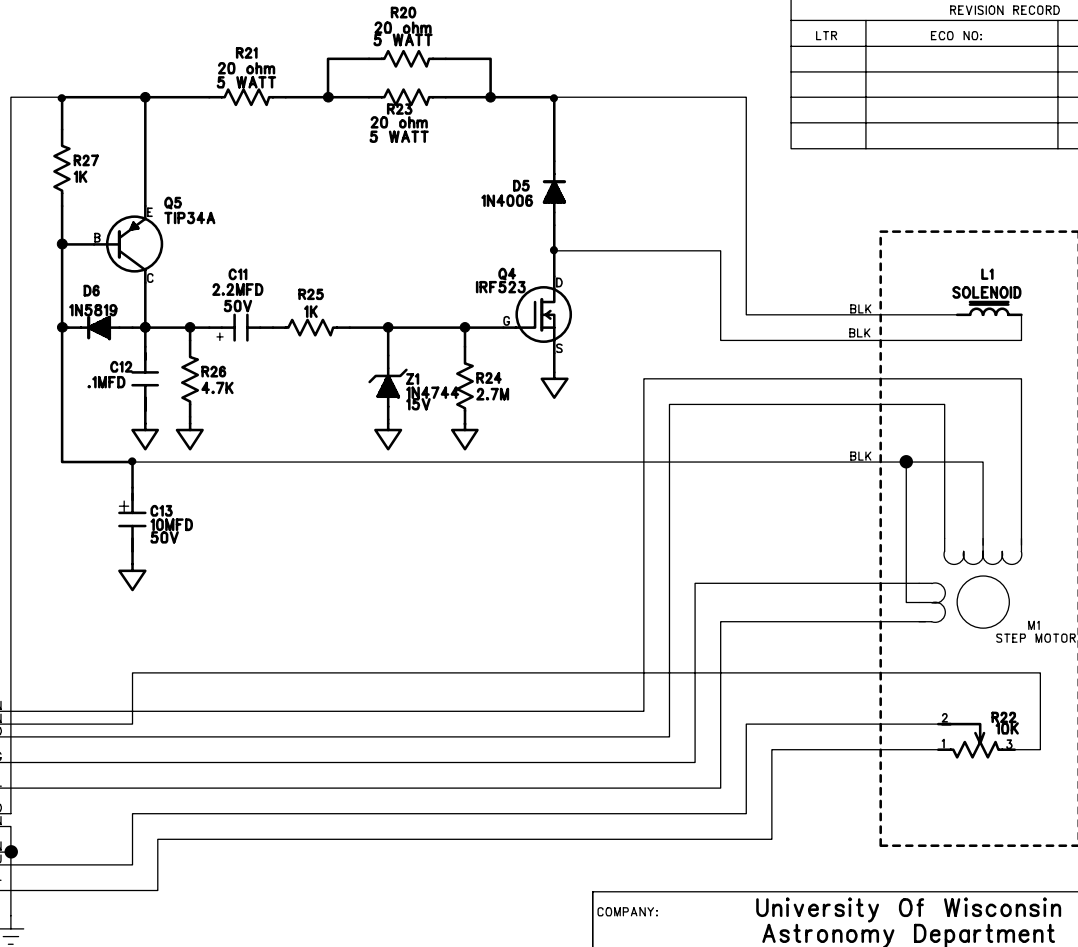 REVISION RECORD
LTR
ECO NO:
R20
20 ohm
5 WATT
R21
20 ohm
5 WATT
R23
20 ohm
5 WATT
R27
1K
Q5
TIP34A
E
B
C
D5
1N4006
D6
1N5819
C11
2.2MFD
50V
+
R25
1K
Q4
IRF523
D
G
S
L1
SOLENOID
BLK
BLK
C12
.1MFD
R26
4.7K
Z1
1N4744
15V
R24
2.7M
BLK
+
C13
10MFD
50V
M1
STEP MOTOR
2
R22
10K
1
3
COMPANY:
University Of Wisconsin
Astronomy Department